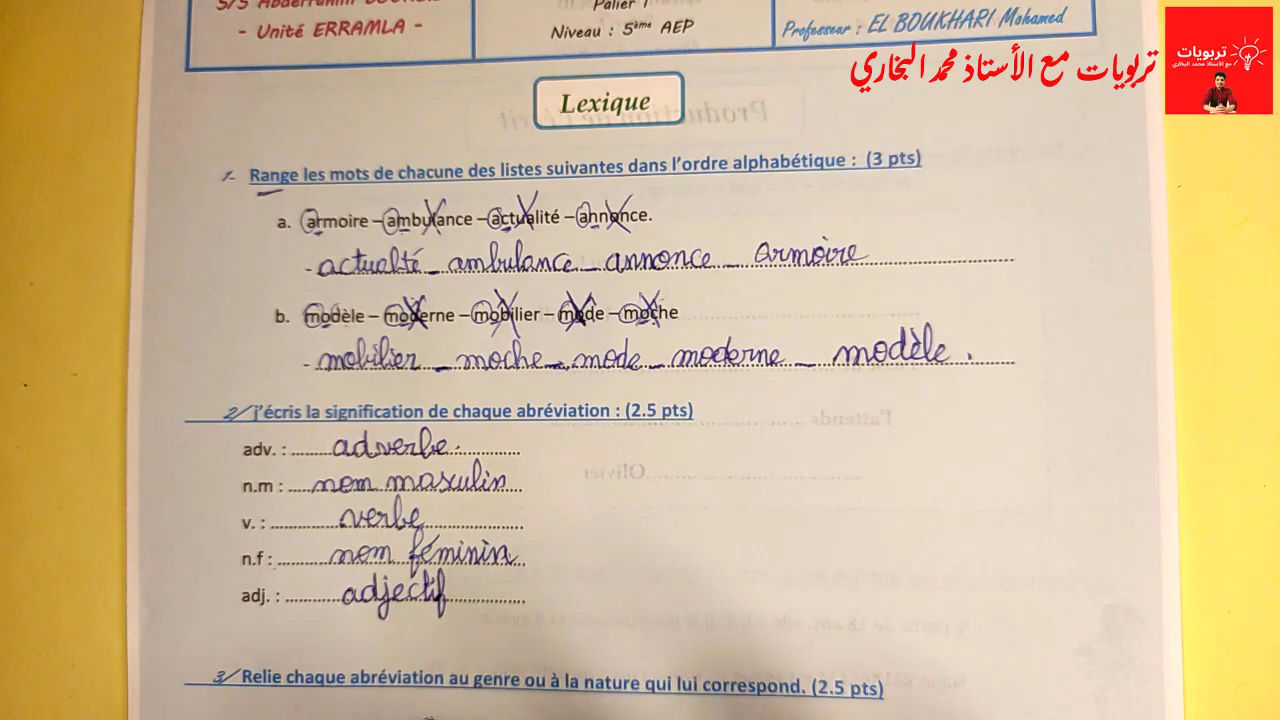 - Unité ERRAMLA -
Palier 1
Niveau : 5ème AEP
Professeur : EL BOUKHARI Mohamed
تربويات مع الأستاذ محمد البخاري
تربويات
مع الأستاذ محمد البخاري
Lexique
1- Range les mots de chacune des listes suivantes dans l'ordre alphabétique : (3 pts)
a. armoire – ambulance – actualité – annonce.
- actualté - ambulance - annonce - armoire
b. modèle – moderne – mobilier – mode – moche
- mobilier - moche - mode - moderne - modèle.
2/ j'écris la signification de chaque abréviation : (2.5 pts)
adv. : adverbe.
n.m : nom masculin
v. : verbe
n.f : nom féminin
adj. : adjectif
3/ Relie chaque abréviation au genre ou à la nature qui lui correspond. (2.5 pts)